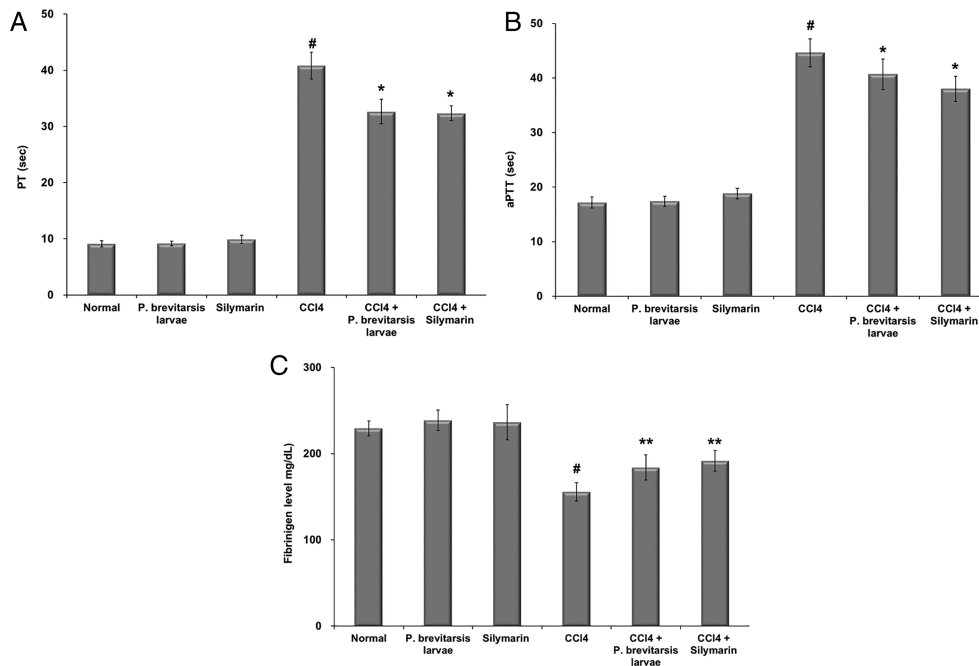 A
50
40
30
20
10
0
PT (sec)
#
*
*
Normal
P. brevitarsis
larvae
Silymarin
CCl4
CCl4 +
P. brevitarsis
larvae
CCl4 +
Silymarin
B
50
40
30
20
10
0
aPTT (sec)
#
*
*
Normal
P. brevitarsis
larvae
Silymarin
CCl4
CCl4 +
P. brevitarsis
larvae
CCl4 +
Silymarin
C
300
200
100
0
Fibrinigen level mg/dL)
#
**
**
Normal
P. brevitarsis
larvae
Silymarin
CCl4
CCl4 +
P. brevitarsis
larvae
CCl4 +
Silymarin